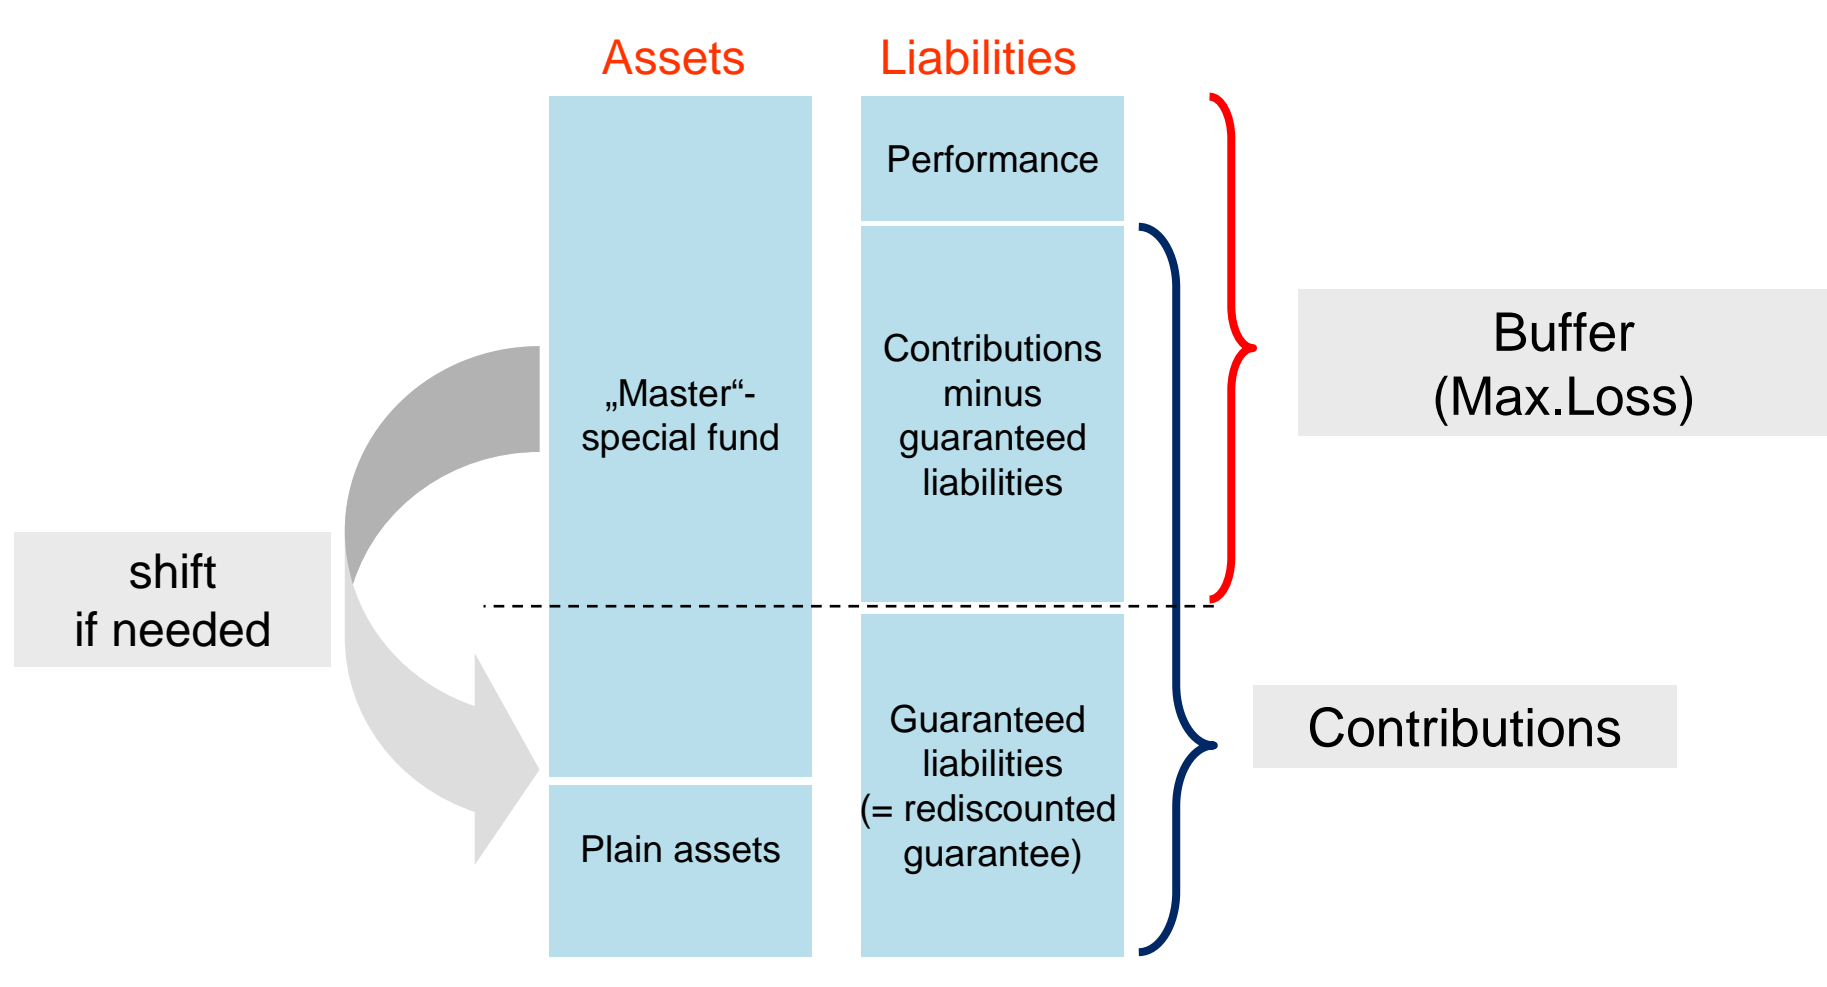 Assets
Liabilities
Performance
Contributions
minus
guaranteed
liabilities
Buffer
(Max.Loss)
„Master“-
special fund
shift
if needed
Guaranteed
liabilities
(= rediscounted
guarantee)
Contributions
Plain assets